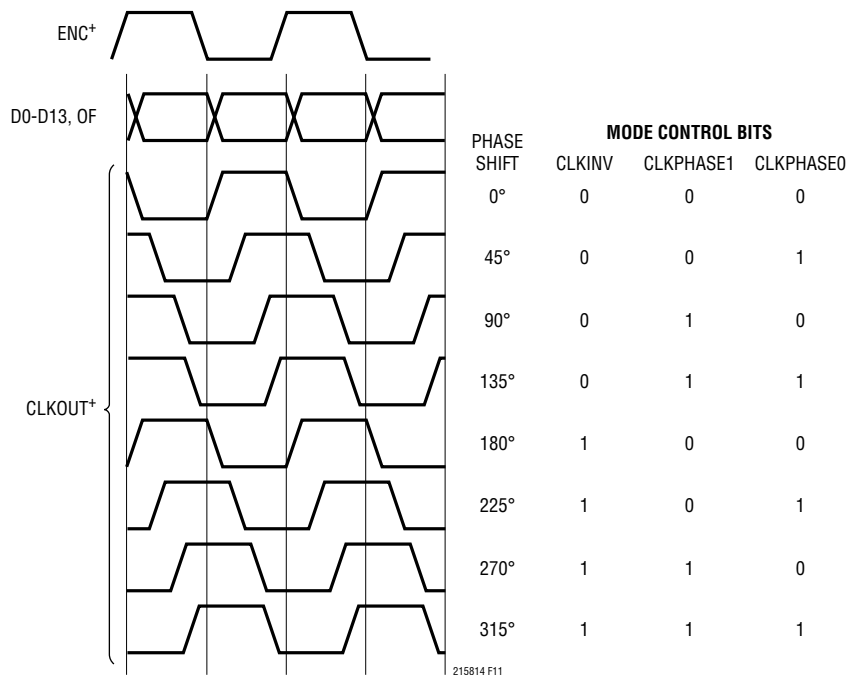 ENC+
D0-D13, OF
CLKOUT+
PHASE SHIFT
MODE CONTROL BITS
CLKINV CLKPHASE1 CLKPHASE0
0° 0 0 0
45° 0 0 1
90° 0 1 0
135° 0 1 1
180° 1 0 0
225° 1 0 1
270° 1 1 0
315° 1 1 1
215814 F11